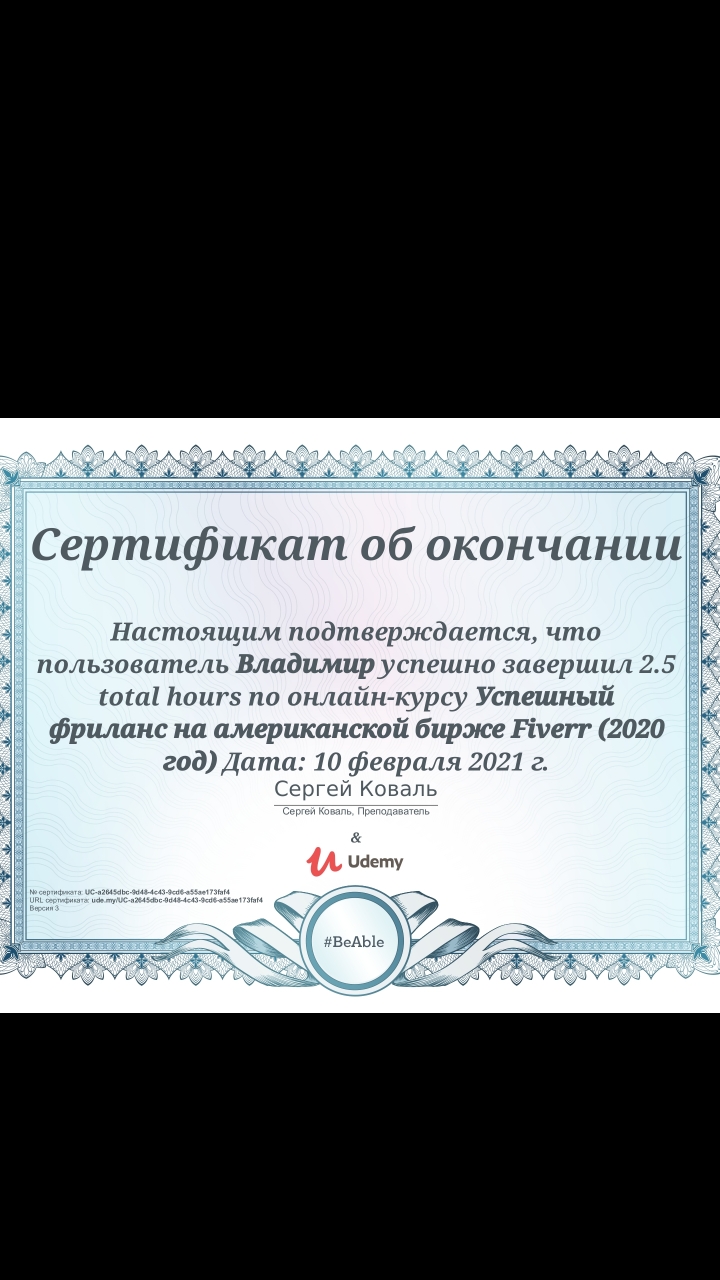 Сертификат об окончании
Настоящим подтверждается, что
пользователь Владимир успешно завершил 2.5
total hours по онлайн-курсу Успешный
фриланс на американской бирже Fiverr (2020
год) Дата: 10 февраля 2021 г.
Сергей Коваль
Сергей Коваль, Преподаватель
&
Udemy
№ сертификата: UC-a2645dbc-9d48-4c43-9cd6-a55ae173faf4
URL сертификата: ude.my/UC-a2645dbc-9d48-4c43-9cd6-a55ae173faf4
Версия 3
#BeAble